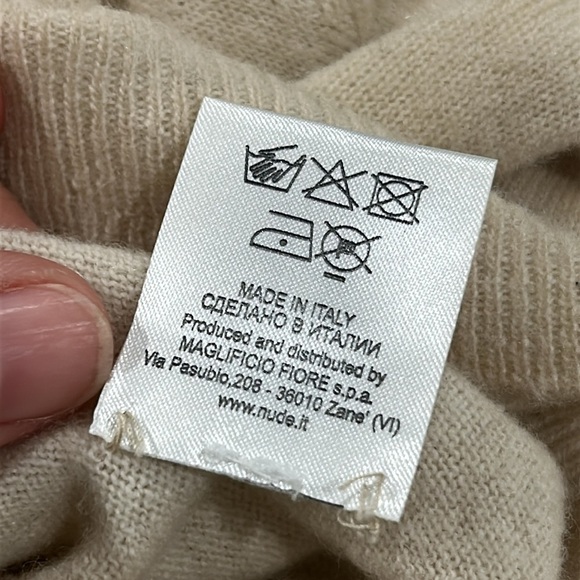 MADE IN ITALY
СДЕЛАНО В ИТАЛИИ
Produced and distributed by
MAGLIFICIO FIORE s.p.a.
Via Pasubio,208 - 36010 Zane' (VI)
www.nude.it